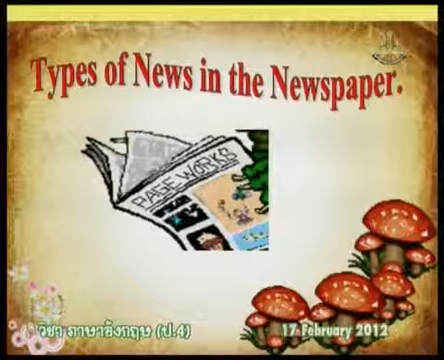 Types of News in the Newspaper.
PAGE WORKS
วิชา ภาษาอังกฤษ (ป.4)
17 February 2012